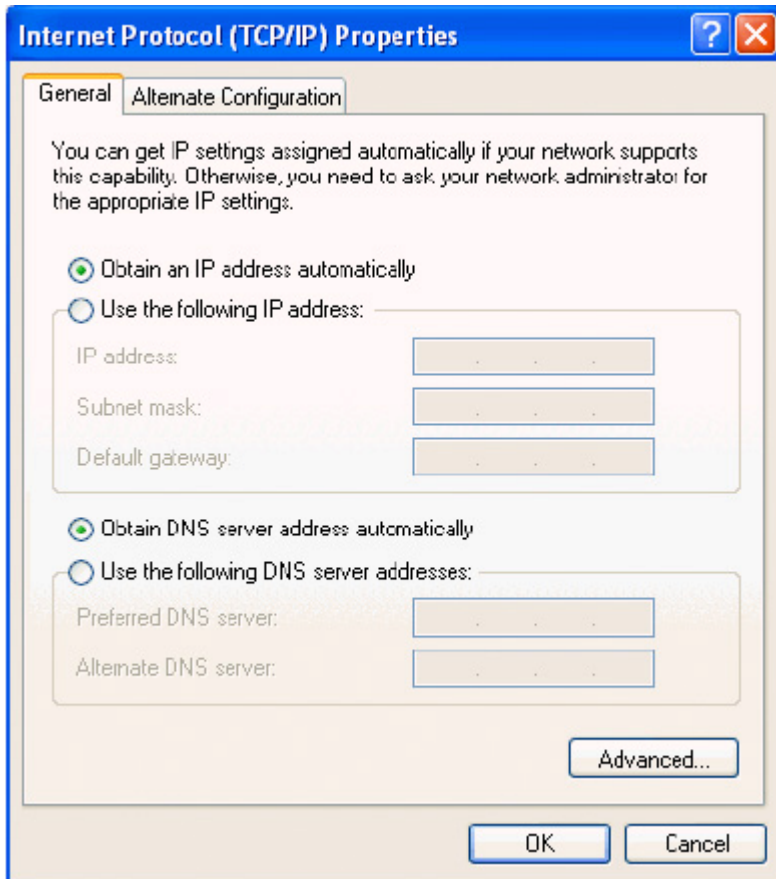 Internet Protocol (TCP/IP) Properties
?
General
Alternate Configuration
You can get IP settings assigned automatically if your network supports
this capability. Otherwise, you need to ask your network administrator for
the appropriate IP settings.
Obtain an IP address automatically
Use the following IP address:
IP address:
Subnet mask:
Default gateway:
Obtain DNS server address automatically
Use the following DNS server addresses:
Preferred DNS server:
Alternate DNS server:
Advanced...
OK
Cancel